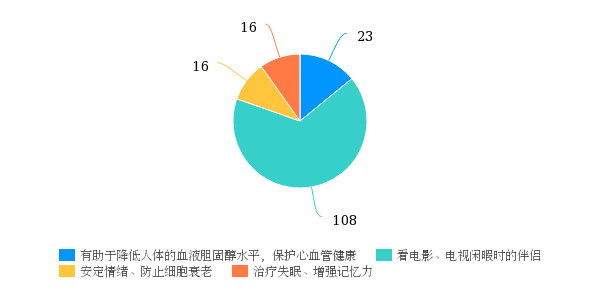 16
23
16
108
有助于降低人体的血液胆固醇水平，保护心血管健康 看电影、电视闲暇时的伴侣
安定情绪、防止细胞衰老 治疗失眠、增强记忆力